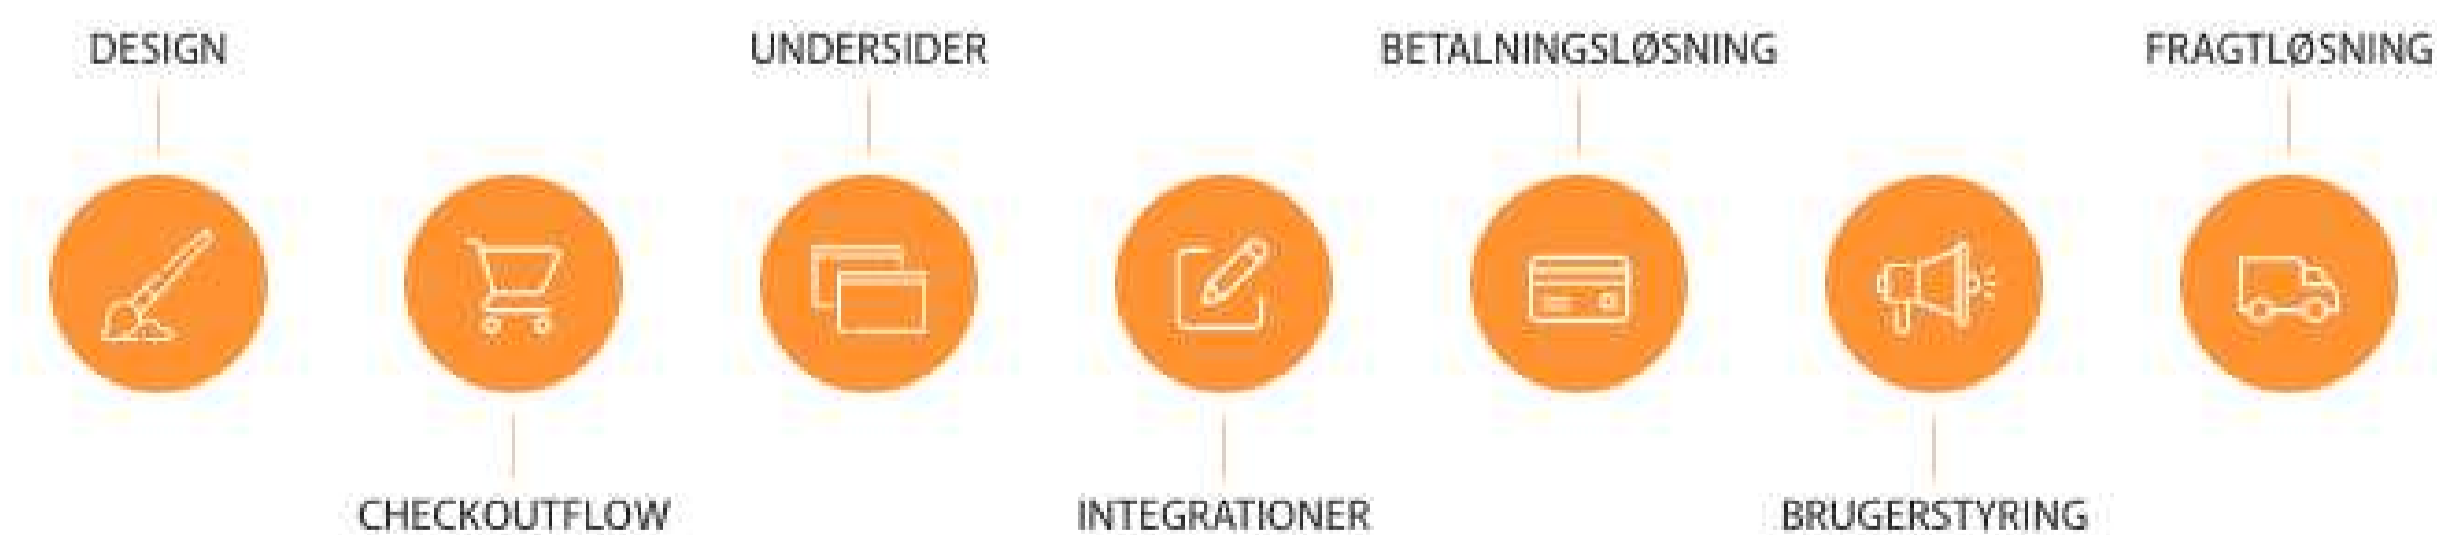 DESIGN
CHECKOUTFLOW
UNDERSIDER
INTEGRATIONER
BETALNINGSLØSNING
BRUGERSTYRING
FRAGTLØSNING